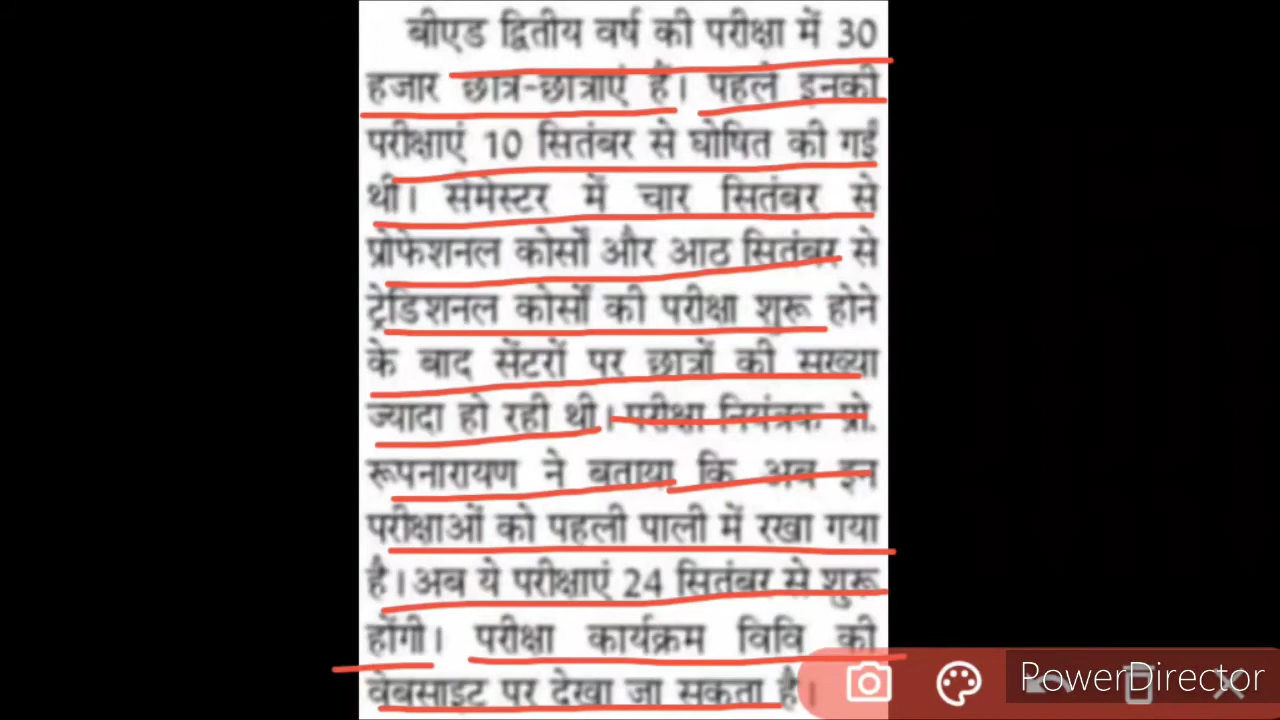 बीएड द्वितीय वर्ष की परीक्षा में 30
हजार छात्र-छात्राएं हैं। पहले इनकी
परीक्षाएं 10 सितंबर से घोषित की गईं
थी। सेमेस्टर में चार सितंबर से
प्रोफेशनल कोर्सों और आठ सितंबर से
ट्रेडिशनल कोर्सों की परीक्षा शुरू होने
के बाद सेंटरों पर छात्रों की संख्या
ज्यादा हो रही थी। परीक्षा नियंत्रक प्रो.
रूपनारायण ने बताया कि अब इन
परीक्षाओं को पहली पाली में रखा गया
है। अब ये परीक्षाएं 24 सितंबर से शुरू
होंगी। परीक्षा कार्यक्रम विवि की
वेबसाइट पर देखा जा सकता है।
PowerDirector